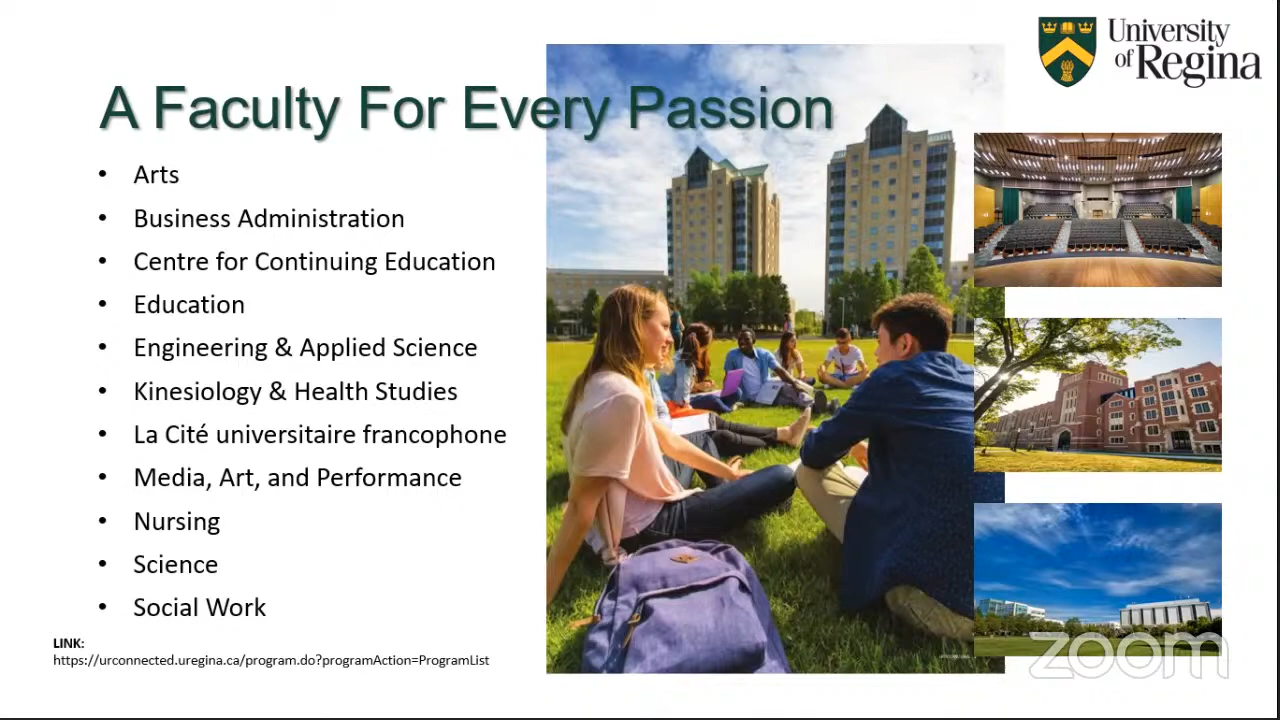 University
of Regina
A Faculty For Every Passion
• Arts
• Business Administration
• Centre for Continuing Education
• Education
• Engineering & Applied Science
• Kinesiology & Health Studies
• La Cité universitaire francophone
• Media, Art, and Performance
• Nursing
• Science
• Social Work
LINK:
https://urconnected.uregina.ca/program.do?programAction=ProgramList
zoom